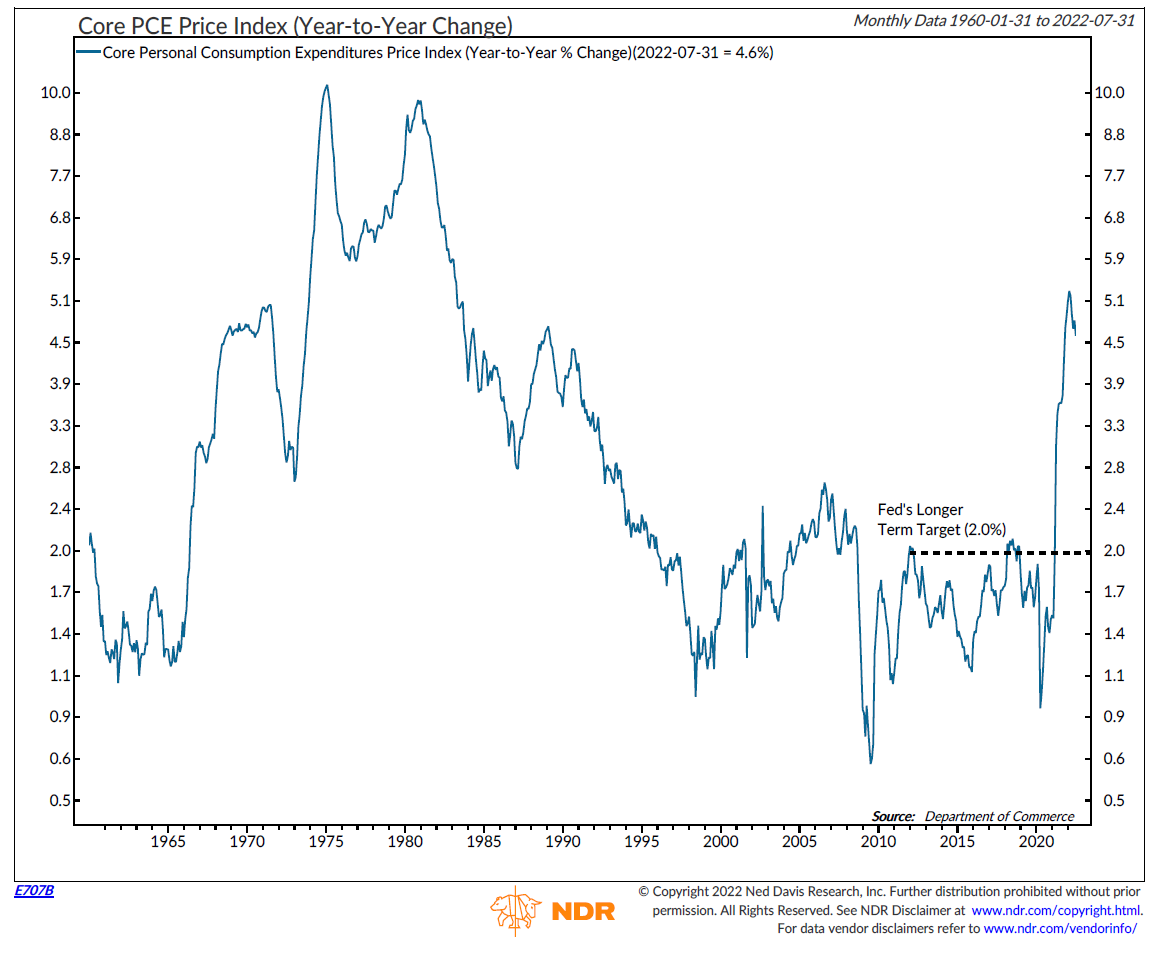 Core PCE Price Index (Year-to-Year Change)
Monthly Data 1960-01-31 to 2022-07-31
Core Personal Consumption Expenditures Price Index (Year-to-Year % Change)(2022-07-31 = 4.6%)
10.0 10.0
8.8 8.8
7.7 7.7
6.8 6.8
5.9 5.9
5.1 5.1
4.5 4.5
3.9 3.9
3.3 3.3
2.8 2.8
2.4 2.4
Fed's Longer
Term Target (2.0%)
2.0 2.0
1.7 1.7
1.4 1.4
1.1 1.1
0.9 0.9
0.6 0.6
0.5 0.5
Source: Department of Commerce
1965 1970 1975 1980 1985 1990 1995 2000 2005 2010 2015 2020
E707B
NDR
© Copyright 2022 Ned Davis Research, Inc. Further distribution prohibited without prior
permission. All Rights Reserved. See NDR Disclaimer at www.ndr.com/copyright.html.
For data vendor disclaimers refer to www.ndr.com/vendorinfo/